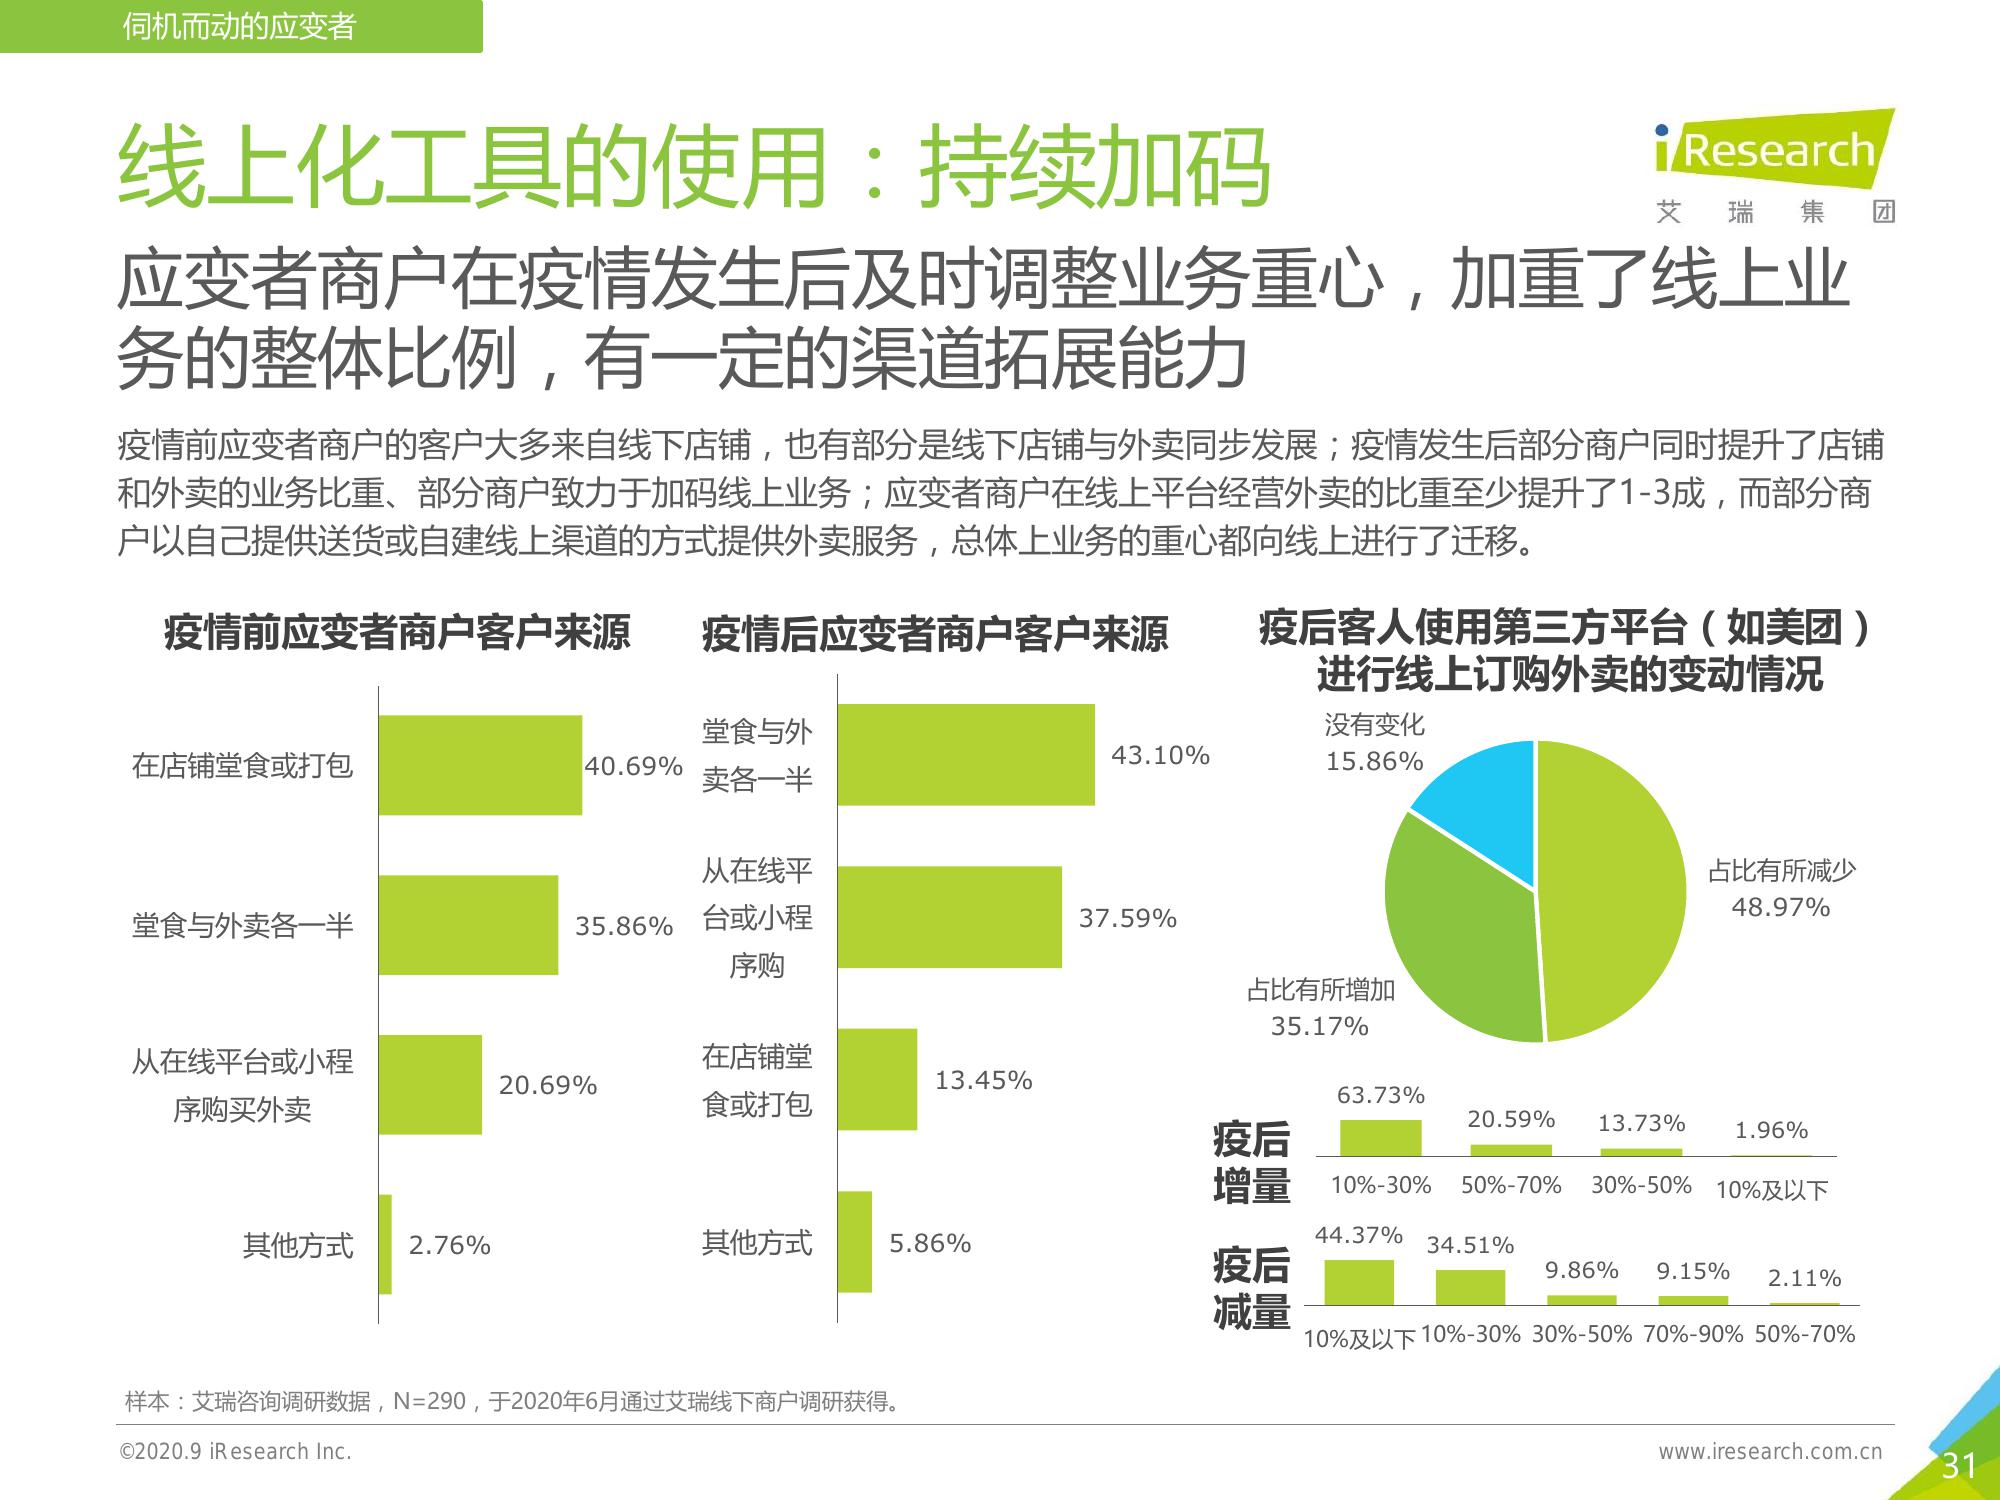 伺机而动的应变者
线上化工具的使用：持续加码
iResearch
艾瑞集团
应变者商户在疫情发生后及时调整业务重心，加重了线上业
务的整体比例，有一定的渠道拓展能力
疫情前应变者商户的客户大多来自线下店铺，也有部分是线下店铺与外卖同步发展；疫情发生后部分商户同时提升了店铺
和外卖的业务比重、部分商户致力于加码线上业务；应变者商户在线上平台经营外卖的比重至少提升了1-3成，而部分商
户以自己提供送货或自建线上渠道的方式提供外卖服务，总体上业务的重心都向线上进行了迁移。
疫情前应变者商户客户来源
在店铺堂食或打包
40.69%
堂食与外卖各一半
35.86%
从在线平台或小程
序购买外卖
20.69%
其他方式
2.76%
疫情后应变者商户客户来源
堂食与外
卖各一半
43.10%
从在线平
台或小程
序购
37.59%
在店铺堂
食或打包
13.45%
其他方式
5.86%
疫后客人使用第三方平台（如美团）
进行线上订购外卖的变动情况
没有变化
15.86%
占比有所减少
48.97%
占比有所增加
35.17%
疫后
增量
63.73% 20.59% 13.73% 1.96%
10%-30% 50%-70% 30%-50% 10%及以下
疫后
减量
44.37% 34.51% 9.86% 9.15% 2.11%
10%及以下 10%-30% 30%-50% 70%-90% 50%-70%
样本：艾瑞咨询调研数据，N=290，于2020年6月通过艾瑞线下商户调研获得。
©2020.9 iResearch Inc.
www.iresearch.com.cn
31